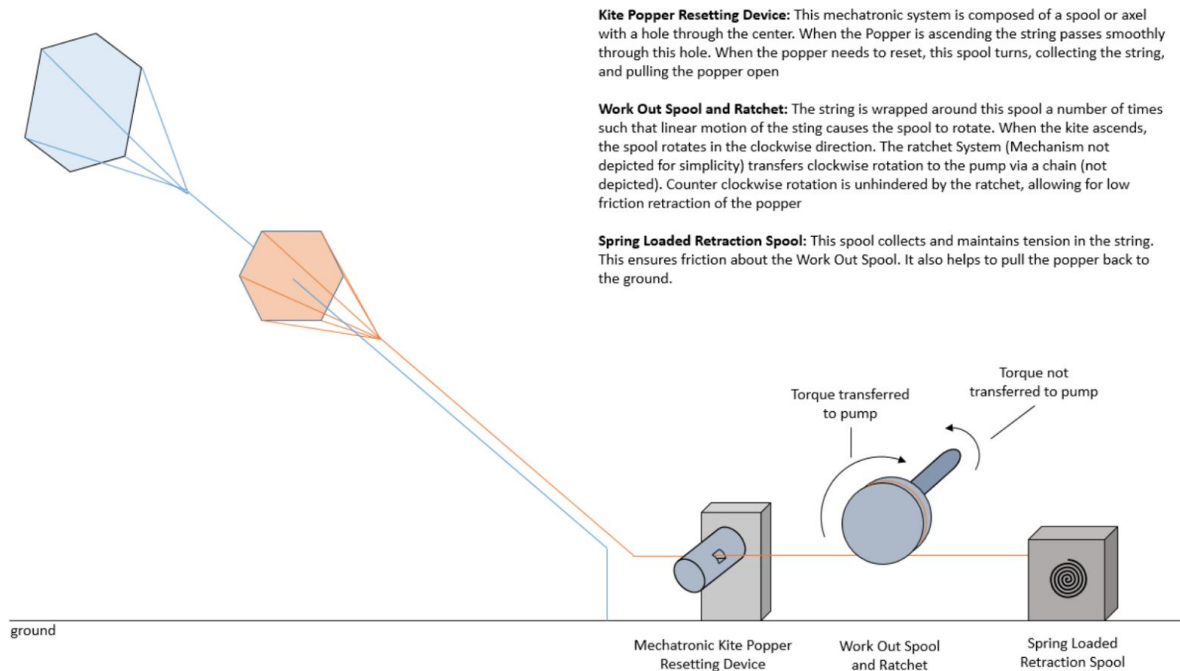 Kite Popper Resetting Device: This mechatronic system is composed of a spool or axel
with a hole through the center. When the Popper is ascending the string passes smoothly
through this hole. When the popper needs to reset, this spool turns, collecting the string,
and pulling the popper open
Work Out Spool and Ratchet: The string is wrapped around this spool a number of times
such that linear motion of the sting causes the spool to rotate. When the kite ascends,
the spool rotates in the clockwise direction. The ratchet System (Mechanism not
depicted for simplicity) transfers clockwise rotation to the pump via a chain (not
depicted). Counter clockwise rotation is unhindered by the ratchet, allowing for low
friction retraction of the popper
Spring Loaded Retraction Spool: This spool collects and maintains tension in the string.
This ensures friction about the Work Out Spool. It also helps to pull the popper back to
the ground.
Torque not
transferred to pump
Torque transferred
to pump
ground
Mechatronic Kite Popper
Resetting Device
Work Out Spool
and Ratchet
Spring Loaded
Retraction Spool